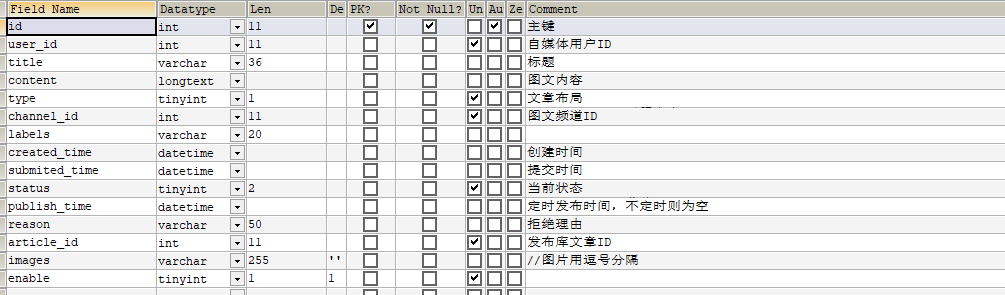 Field Name Datatype Len De PK? Not Null? Un Au Ze Comment
id int 11 主键
user_id int 11 自媒体用户ID
title varchar 36 标题
content longtext 图文内容
type tinyint 1 文章布局
channel_id int 11 图文频道ID
labels varchar 20
created_time datetime 创建时间
submited_time datetime 提交时间
status tinyint 2 当前状态
publish_time datetime 定时发布时间，不定时则为空
reason varchar 50 拒绝理由
article_id int 11 发布库文章ID
images varchar 255 '' //图片用逗号分隔
enable tinyint 1 1